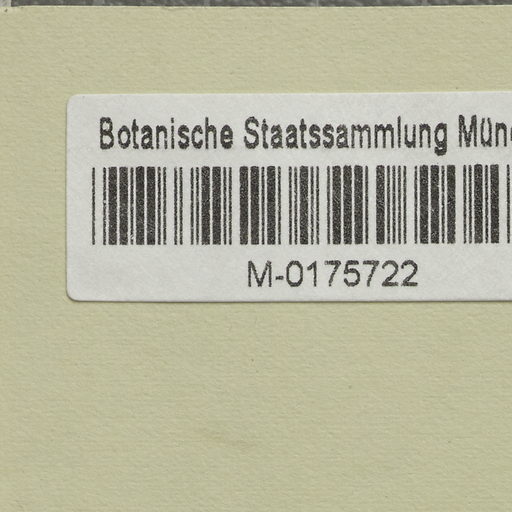 Botanische Staatssammlung Mün
M-0175722